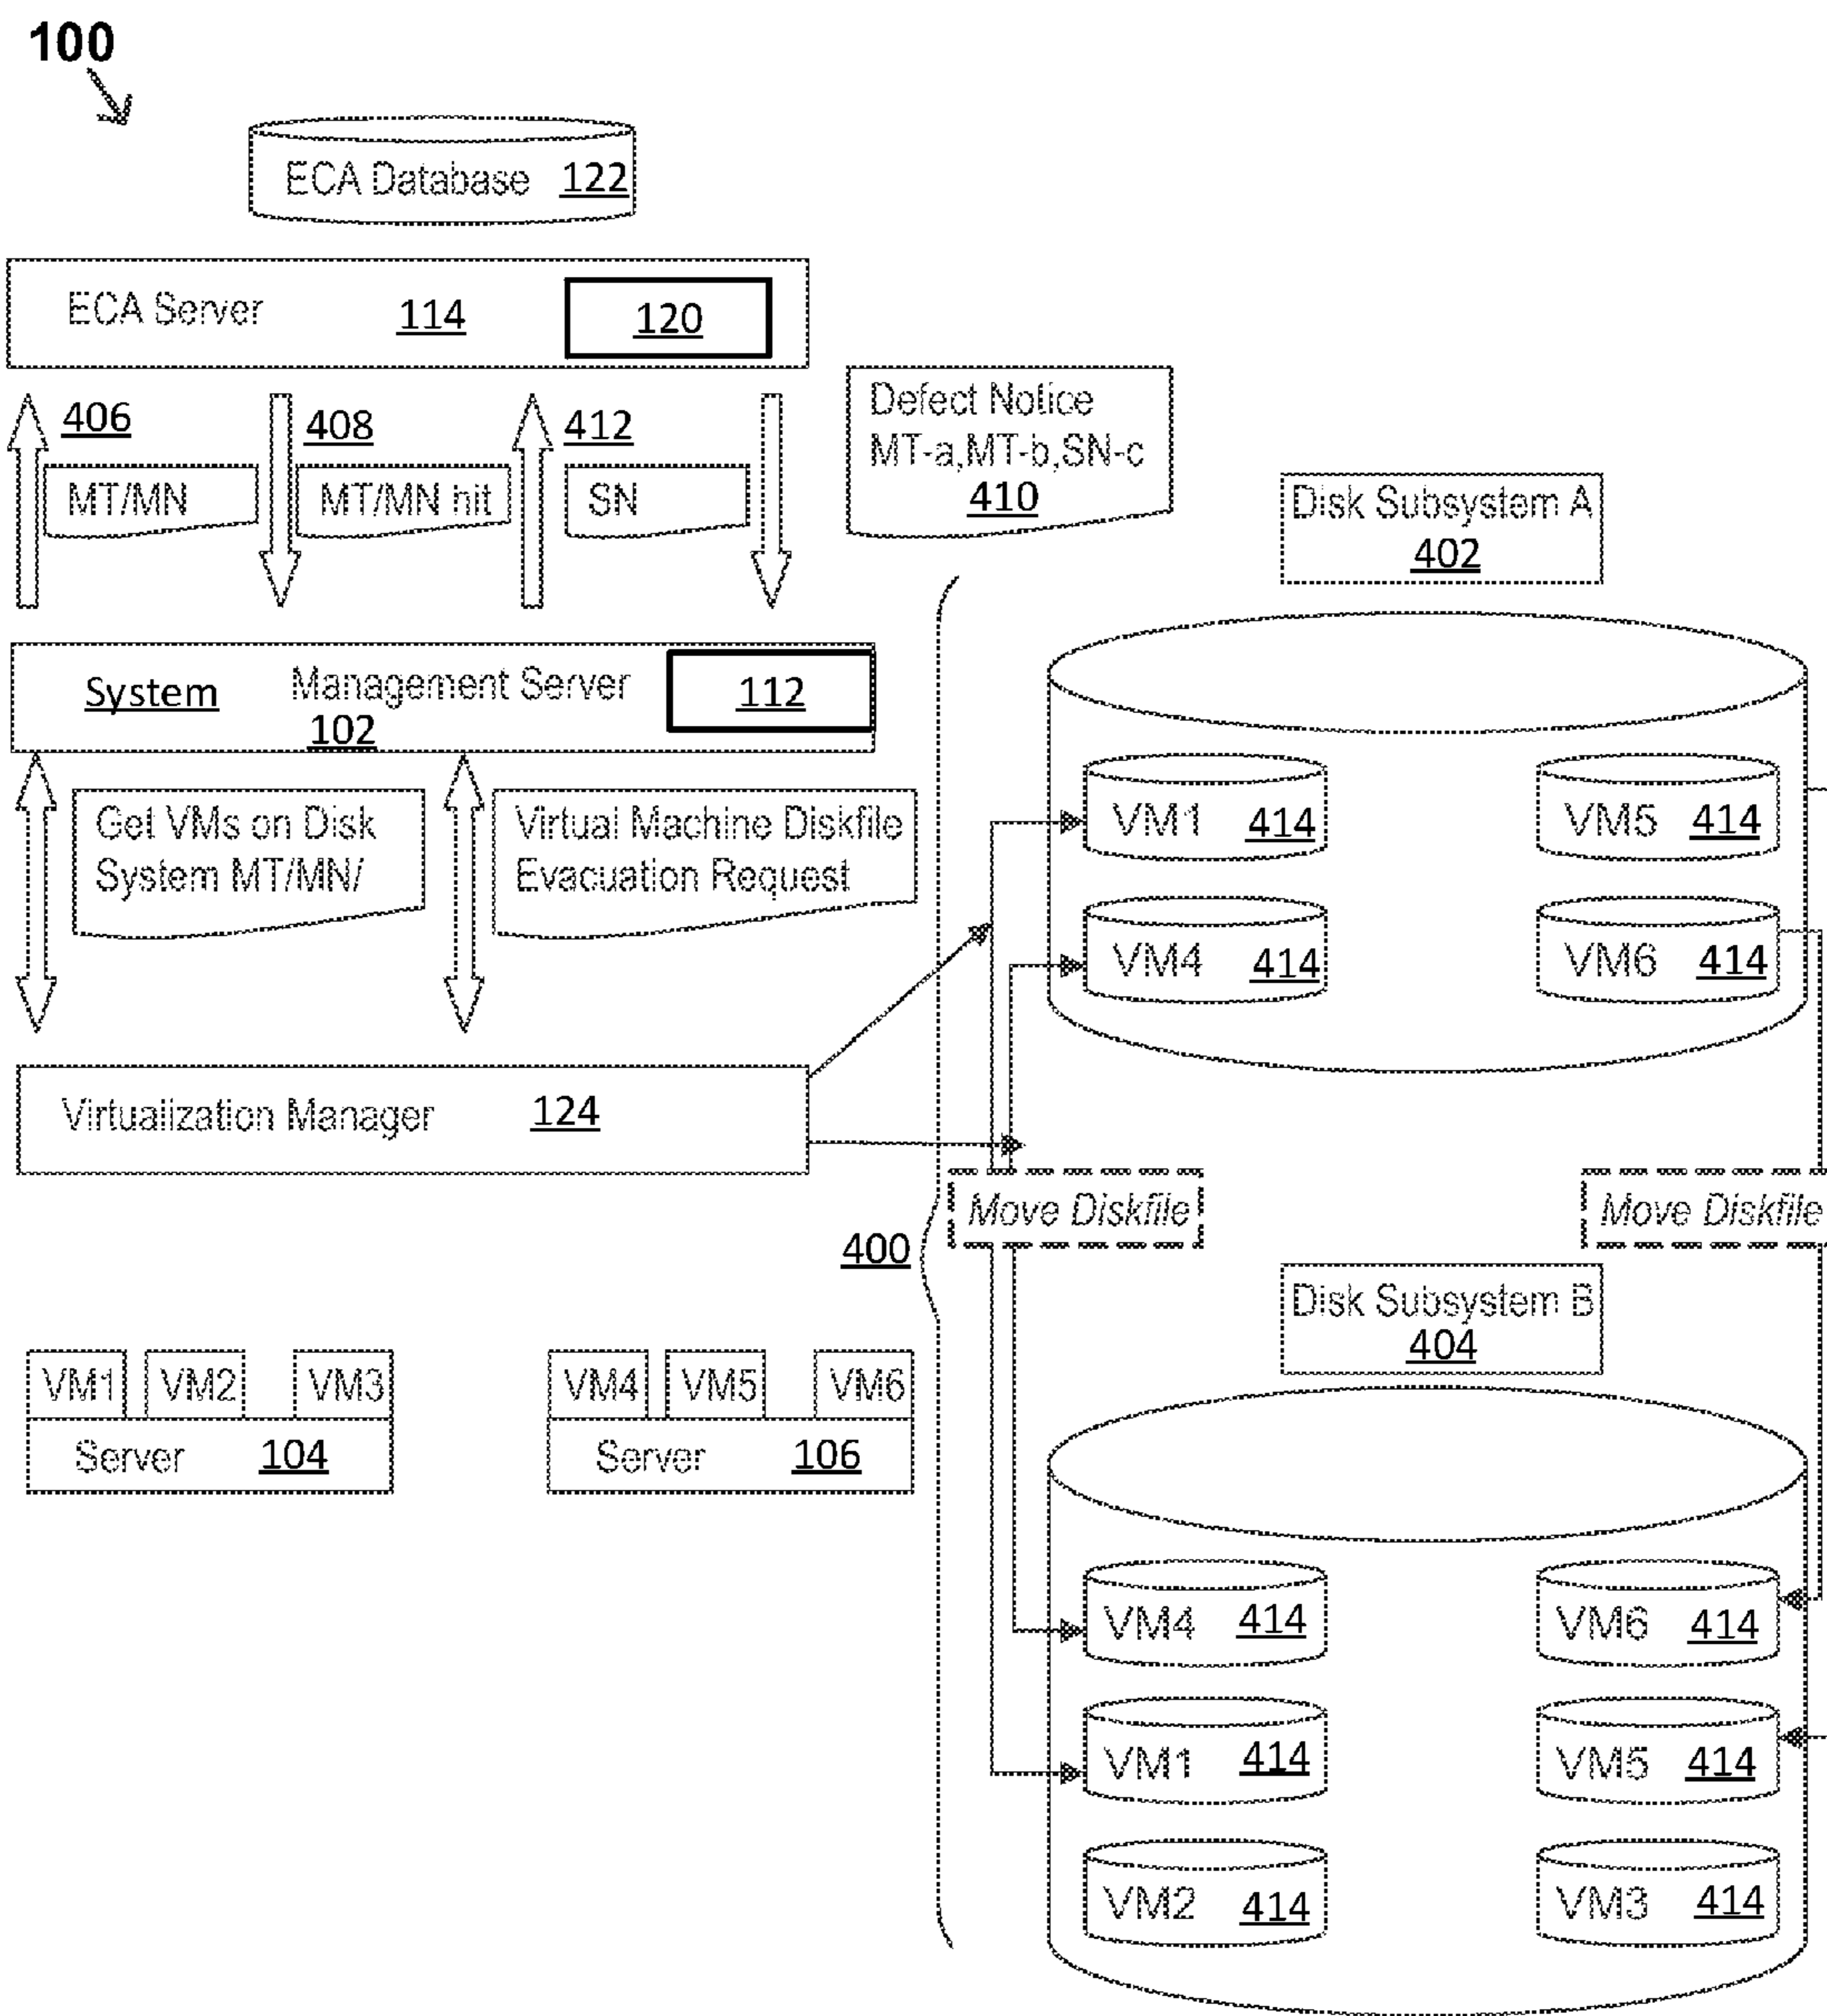 100
ECA Database 122
ECA Server 114 120
406
408
412
MT/MN
MT/MN hit
SN
Defect Notice
MT-a,MT-b,SN-c
410
Disk Subsystem A
402
System Management Server 112
102
Get VMs on Disk
System MT/MN/
Virtual Machine Diskfile
Evacuation Request
VM1 414
VM5 414
VM4 414
VM6 414
Virtualization Manager 124
Move Diskfile
Move Diskfile
400
Disk Subsystem B
404
VM1 VM2 VM3
Server 104
VM4 VM5 VM6
Server 106
VM4 414
VM6 414
VM1 414
VM5 414
VM2 414
VM3 414